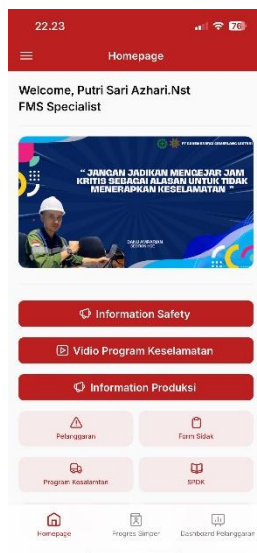 22.23
76
Homepage
Welcome, Putri Sari Azhari.Nst
FMS Specialist
" JANGAN JADIKAN MENGEJAR JAM
KRITIS SEBAGAI ALASAN UNTUK TIDAK
MENERAPKAN KESELAMATAN "
Information Safety
Vidio Program Keselamatan
Information Produksi
Pelanggaran
Form Sidak
Program Keselamtan
SPDK
Homepage
Progres Simper
Dashboard Pelanggaran